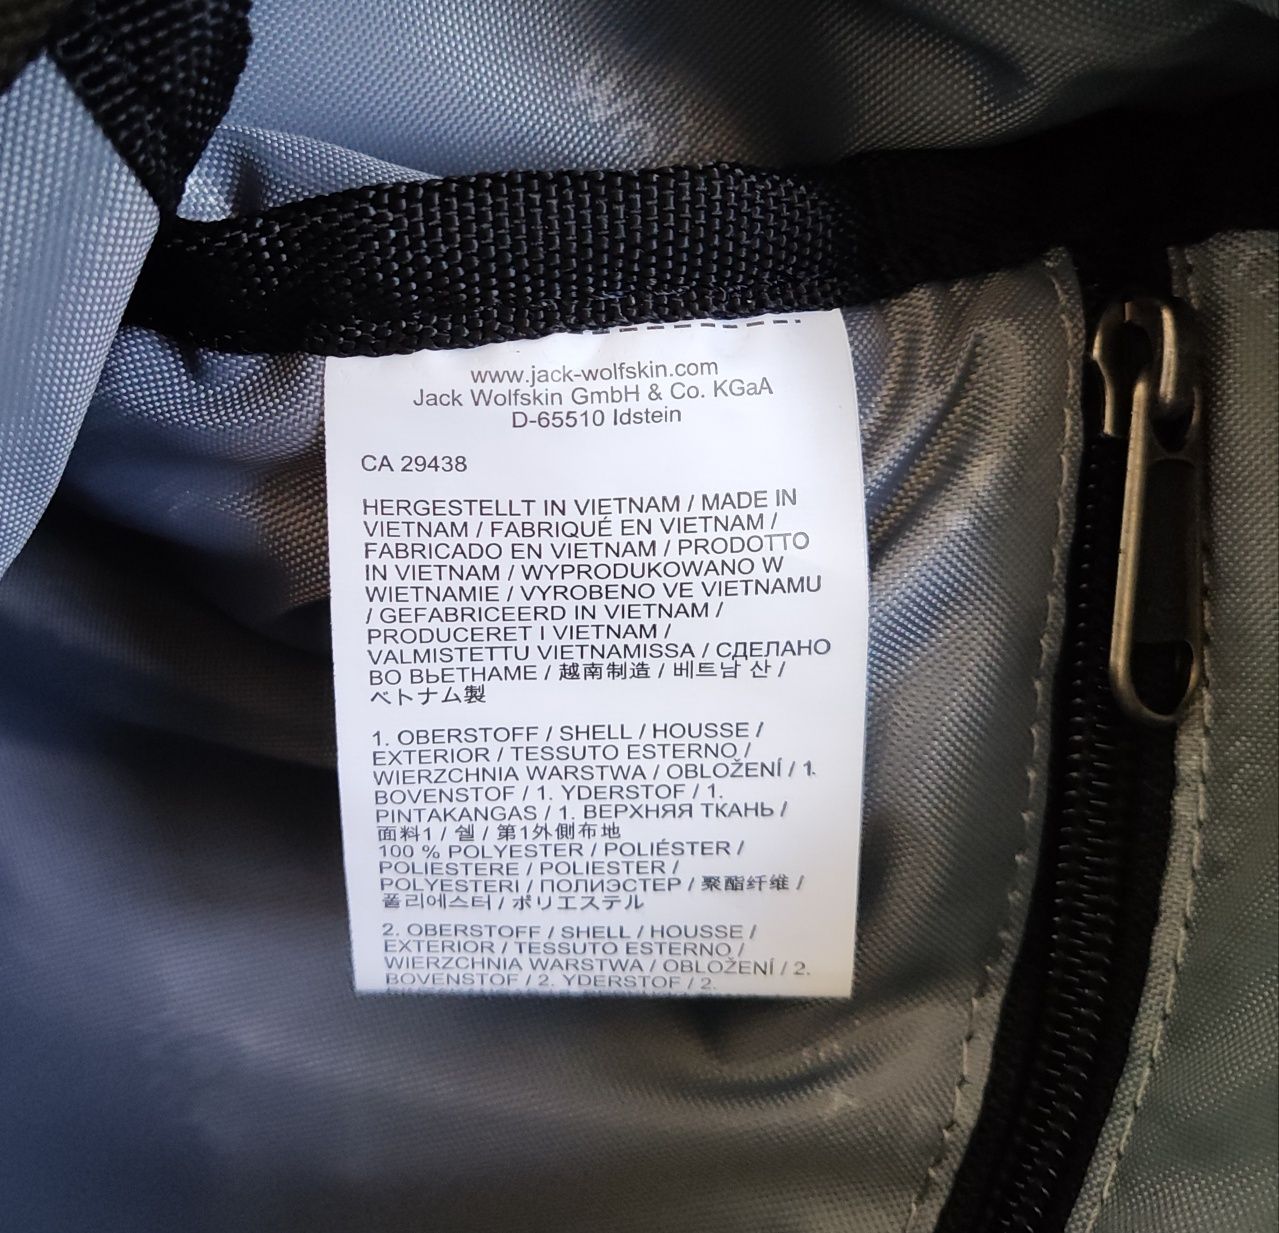 www.jack-wolfskin.com
Jack Wolfskin GmbH & Co. KGaA
D-65510 Idstein
CA 29438
HERGESTELLT IN VIETNAM / MADE IN
VIETNAM / FABRIQUÉ EN VIETNAM /
FABRICADO EN VIETNAM / PRODOTTO
IN VIETNAM / WYPRODUKOWANO W
WIETNAMIE / VYROBENO VE VIETNAMU
/ GEFABRICEERD IN VIETNAM /
PRODUCERET I VIETNAM /
VALMISTETTU VIETNAMISSA / СДЕЛАНО
ВО ВЬЕТНАМЕ / 越南制造 / 베트남 산 /
ベトナム製
1. OBERSTOFF / SHELL / HOUSSE /
EXTERIOR / TESSUTO ESTERNO /
WIERZCHNIA WARSTWA / OBLOŽENÍ / 1.
BOVENSTOF / 1. YDERSTOF / 1.
PINTAKANGAS / 1. ВЕРХНЯЯ ТКАНЬ /
面料1 / 쉘 / 第1外側布地
100 % POLYESTER / POLIÉSTER /
POLIESTERE / POLIESTER /
POLYESTERI / ПОЛИЭСТЕР / 聚酯纤维 /
폴리에스터 / ポリエステル
2. OBERSTOFF / SHELL / HOUSSE /
EXTERIOR / TESSUTO ESTERNO /
WIERZCHNIA WARSTWA / OBLOŽENÍ / 2.
BOVENSTOF / 2. YDERSTOF / 2.